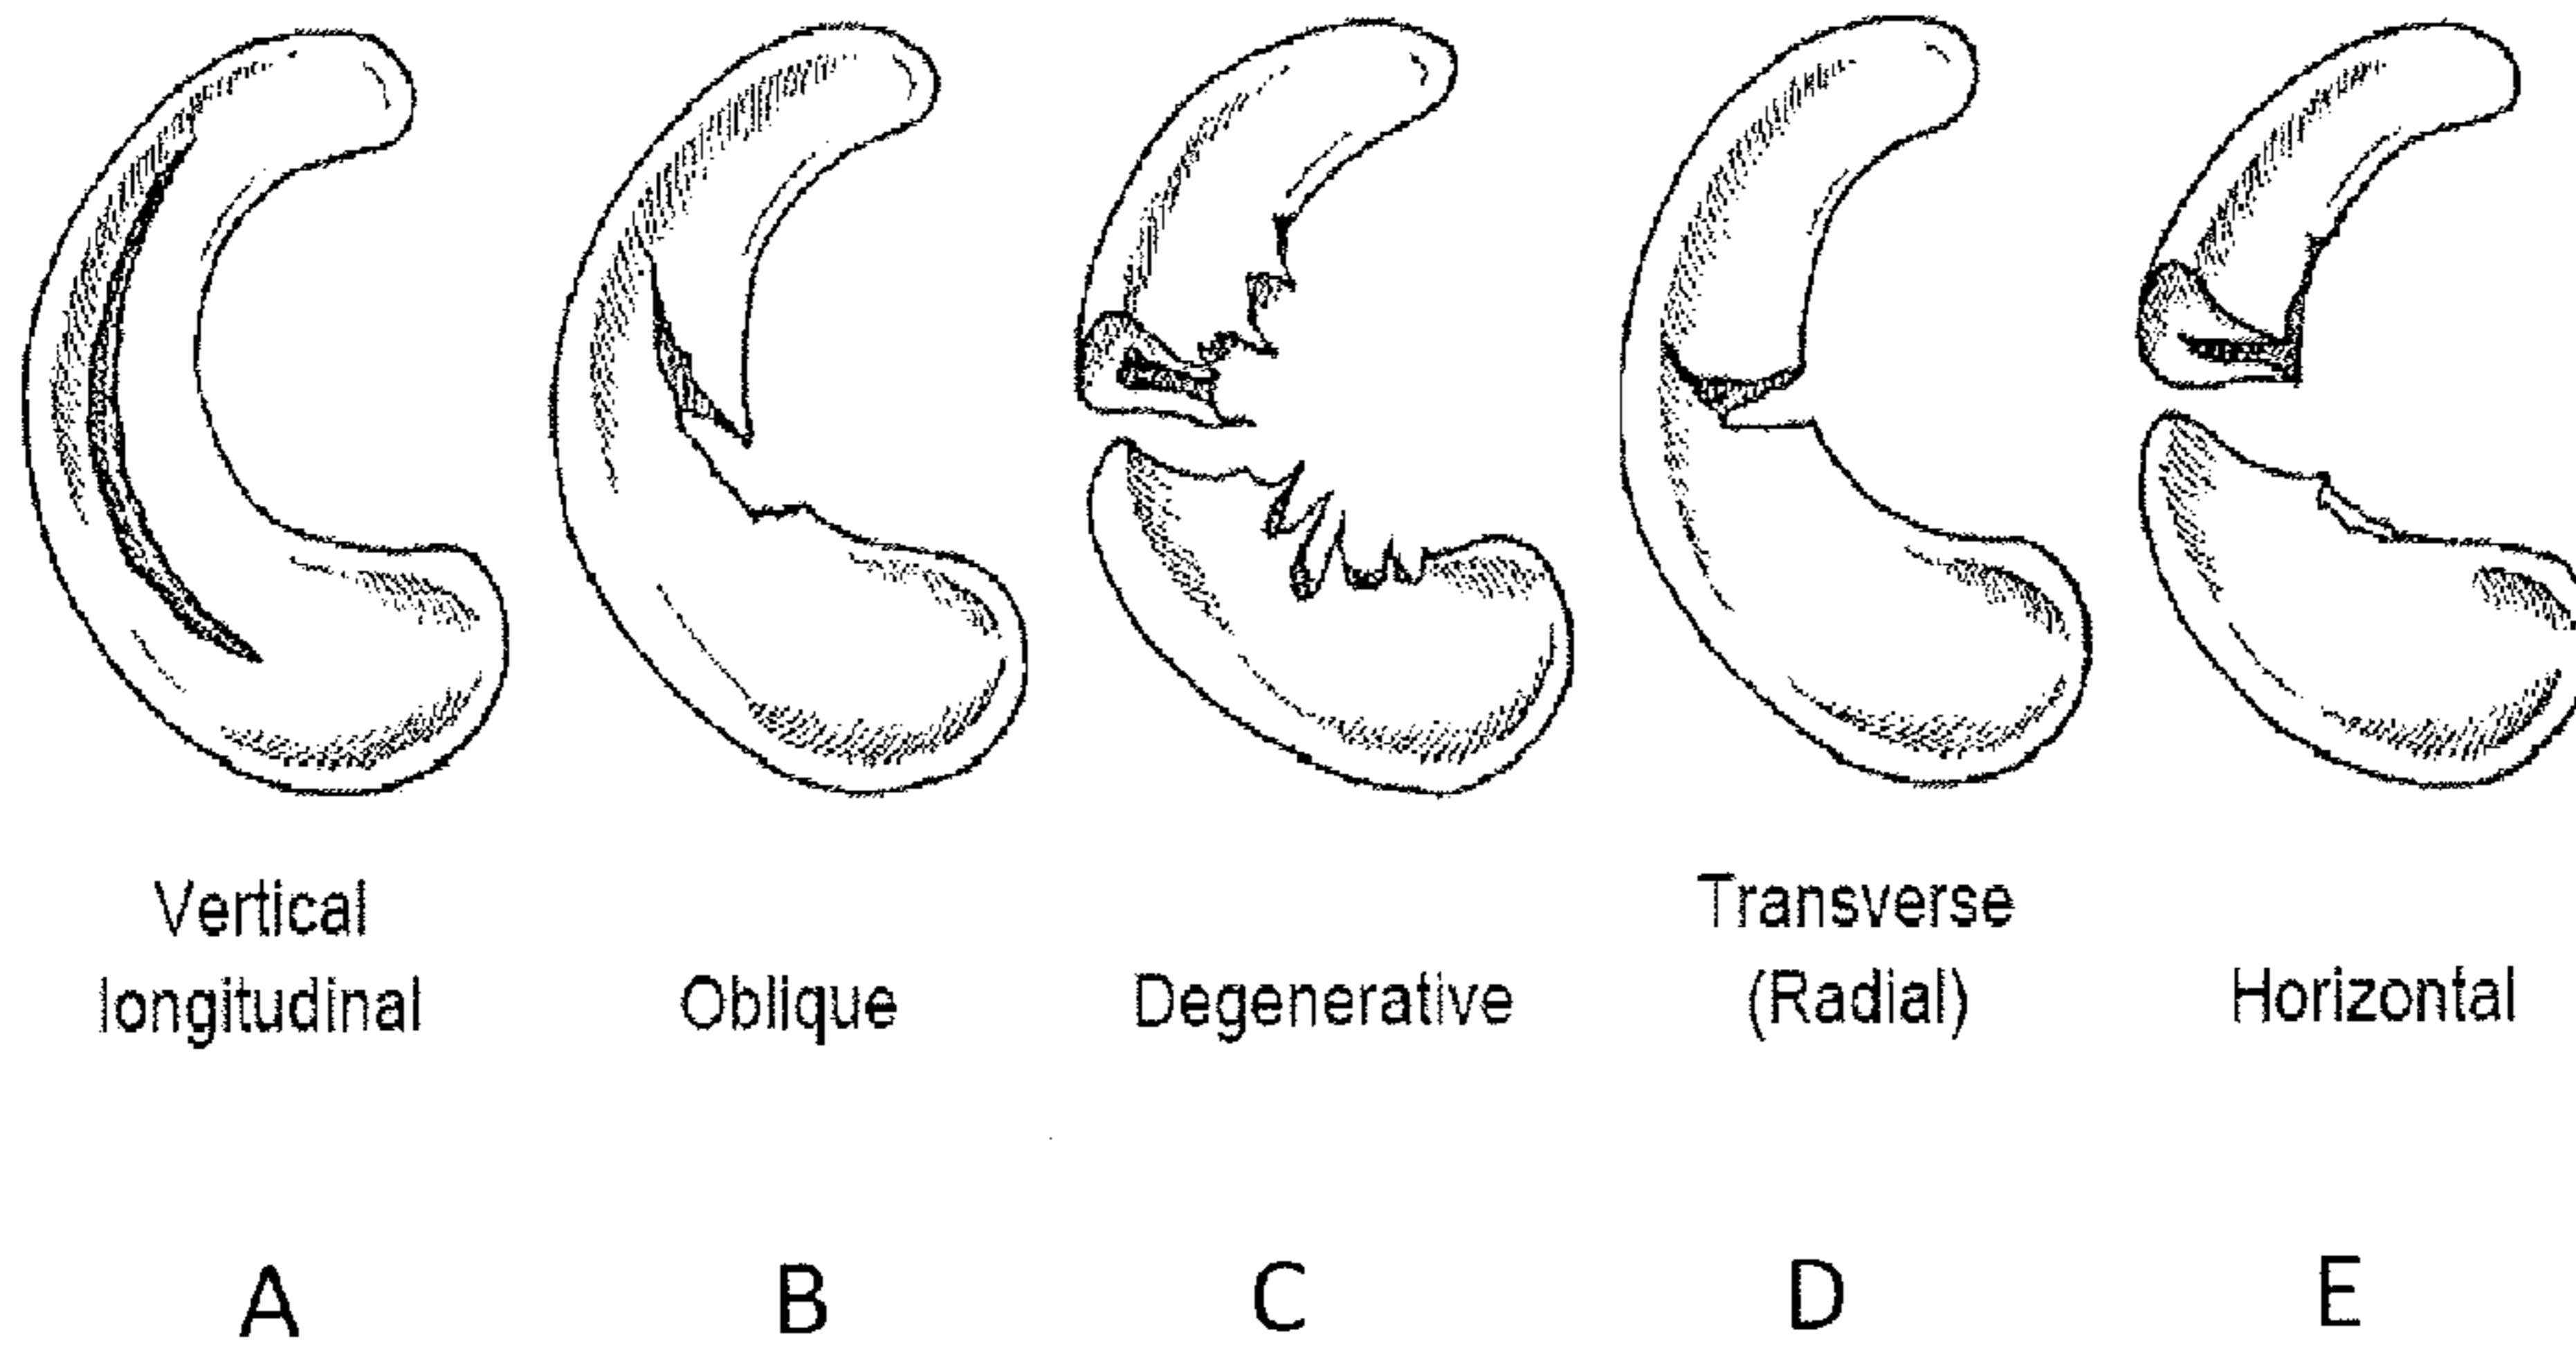 Vertical
longitudinal
Oblique
Degenerative
Transverse
(Radial)
Horizontal
A
B
C
D
E